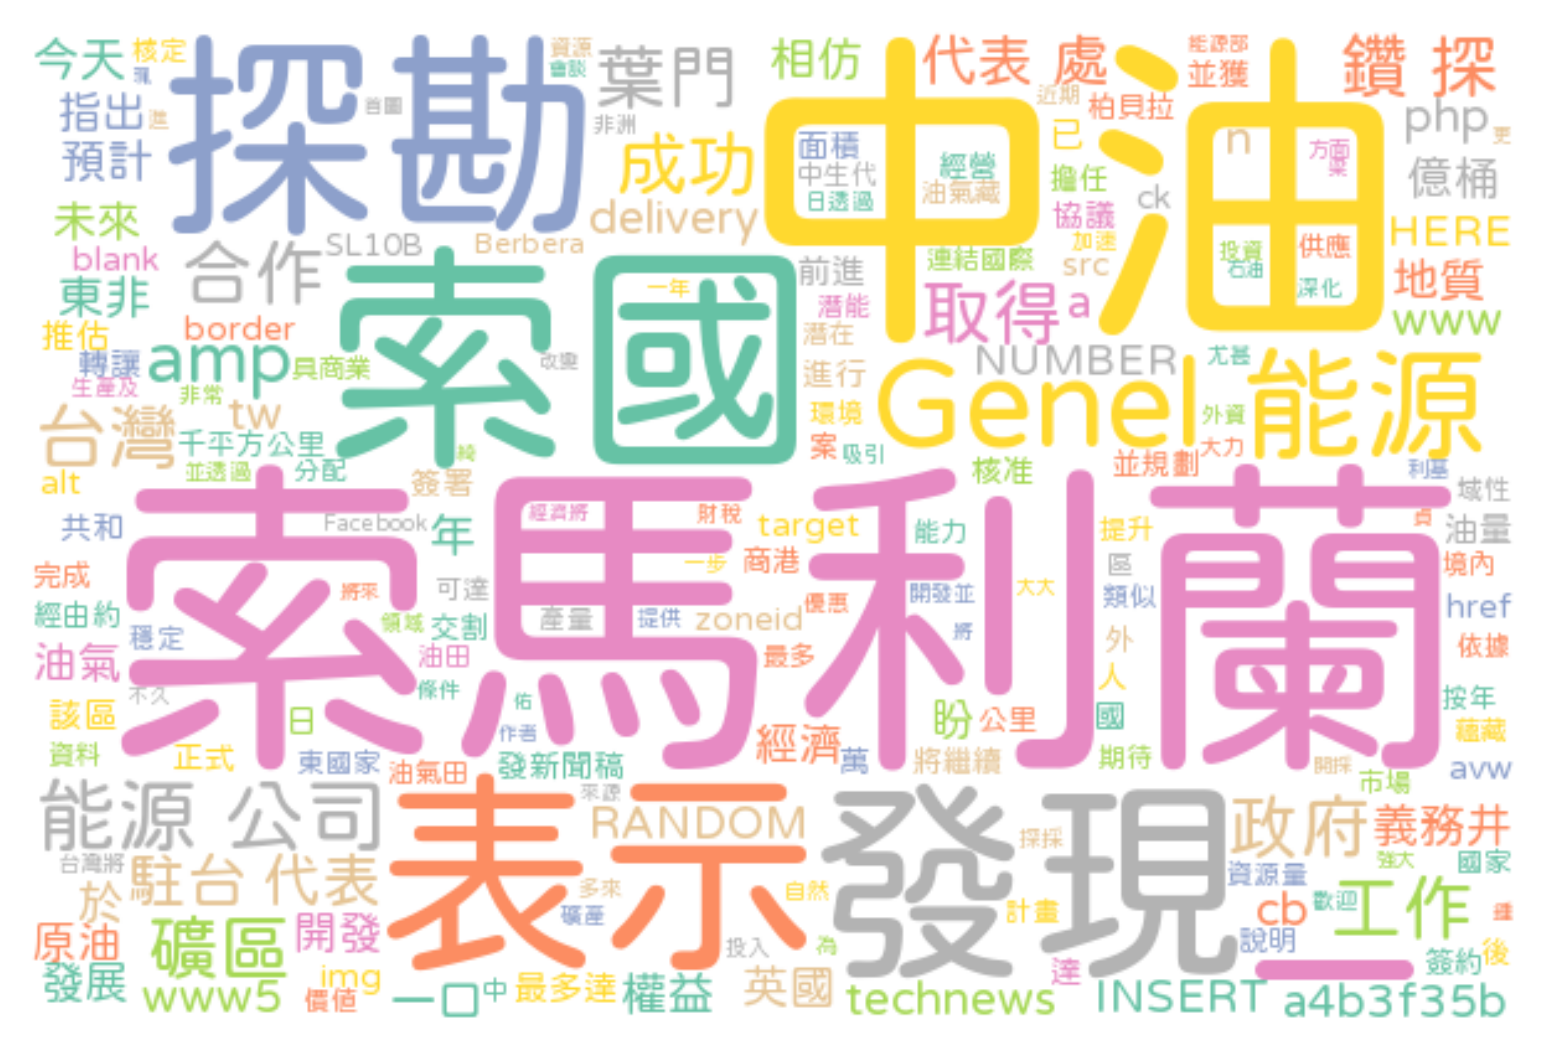 今天
核定
探勘
資源
會談
葉門
相仿
中油
代表 處
能源部
並獲
鑽 探
指出
進
首圖
非洲
近期
柏貝拉
php
更
預計
成功
面積
中生代
日透過
經營
油氣藏
已
擔任
ck
n
方面
億桶
未來
delivery
協議
blank
合作
SL10B
Berbera
加速
連結國際
src
投資
石油
供應
深化
HERE
東非
索國
一年
前進
潛能
取得
a
地質
推估
border
潛在
www
轉讓
amp
具商業
改變
NUMBER
尤甚
生產及
非常
進行
Genel
能源
台灣
tw
環境
外資
千平方公里
案
吸引
大力
並透過
分配
核准
並規劃
利基
alt
簽署
索馬利蘭
域性
共和
Facebook
年
經濟將
財稅
target
能力
提升
油量
完成
一步
商港
區
境內
將來
可達
開發並
大大
類似
經由約
優惠
href
領域
交割
產量
提供
zoneid
將
穩定
外
依據
油氣
油田
最多
人
條件
不久
佑
按年
該區
日
作者
盼
公里
國
蘊藏
資料
正式
東國家
油氣田
發新聞稿
經濟
萬
將繼續
期待
開採
市場
avw
能源 公司
表示
來源
RANDOM
發現
政府
義務井
探採
台灣將
駐台 代表
多來
自然
資源量
強大
國家
於
礦產
計畫
cb
歡迎
工作
原油
礦區
開發
投入
為
說明
發展
img
達
一
簽約
後
www5
價值
一口
中
最多達
權益
英國
technews
INSERT
a4b3f35b